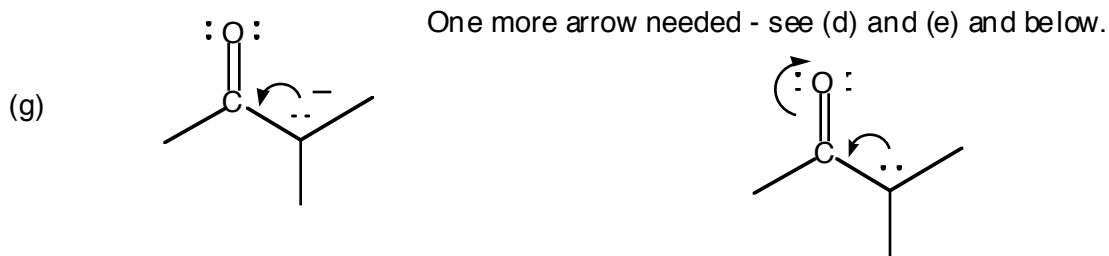 One more arrow needed - see (d) and (e) and below.
(g)
O
C
O
C